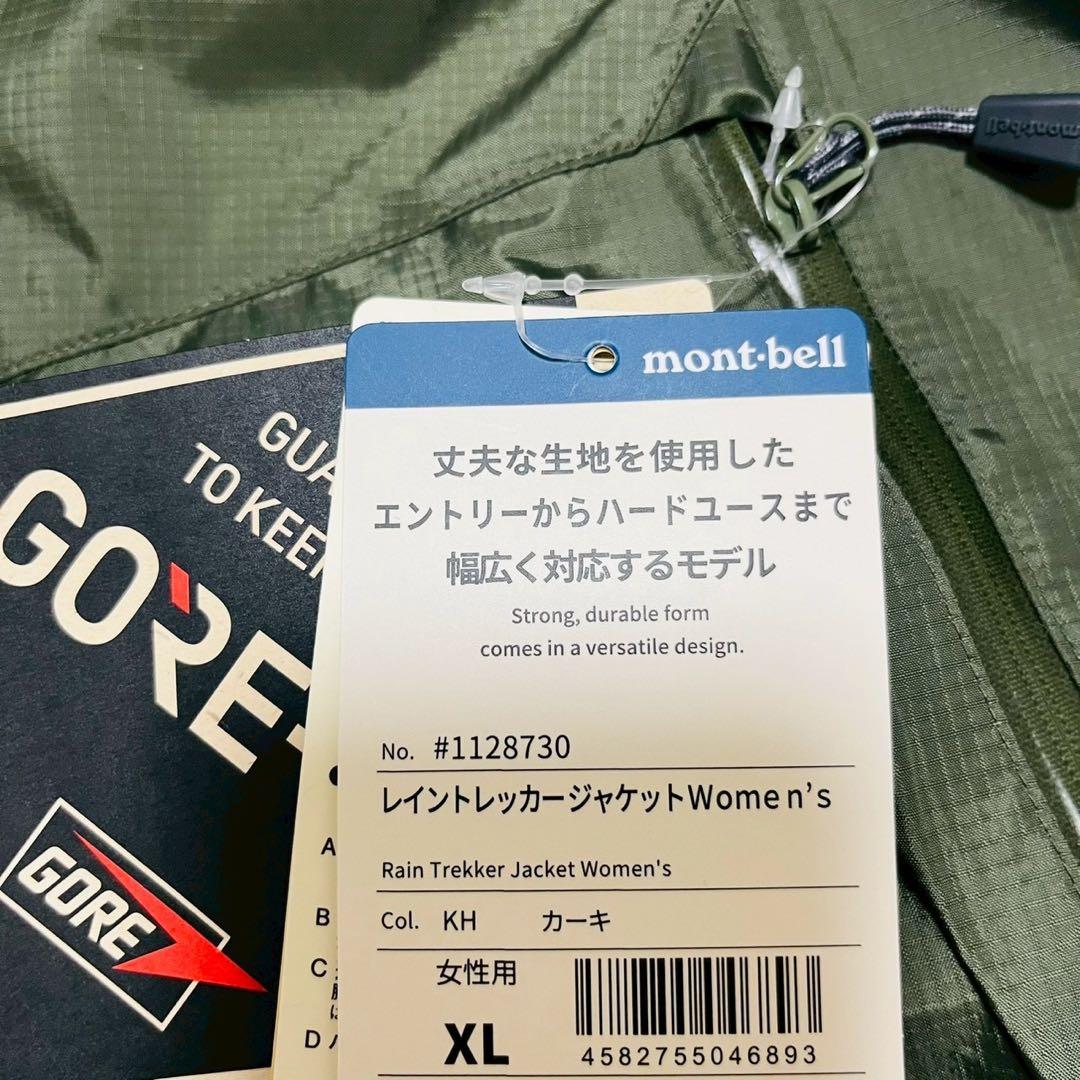 mont-bell
mont-bell
丈夫な生地を使用した
エントリーからハードユースまで
幅広く対応するモデル
Strong, durable form
comes in a versatile design.
No. #1128730
レイントレッカージャケットWomen's
Rain Trekker Jacket Women's
Col. KH カーキ
女性用
XL
4582755046893
GUA
TO KEE
GORE-
GORE
A
B
C
D